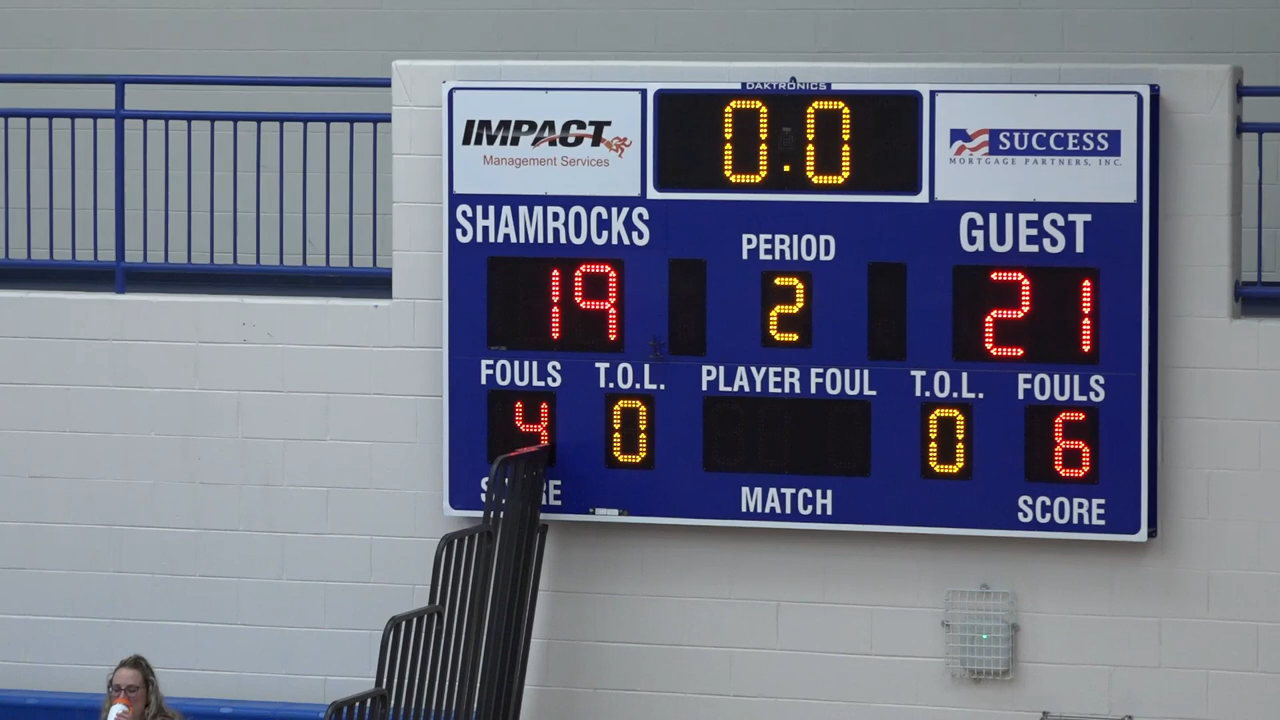 DAKTRONICS
IMPACT
Management Services
0.0
SUCCESS
MORTGAGE PARTNERS, INC.
SHAMROCKS
PERIOD
GUEST
19
2
21
FOULS
T.O.L.
PLAYER FOUL
T.O.L.
FOULS
4
0
0
6
MATCH
SCORE